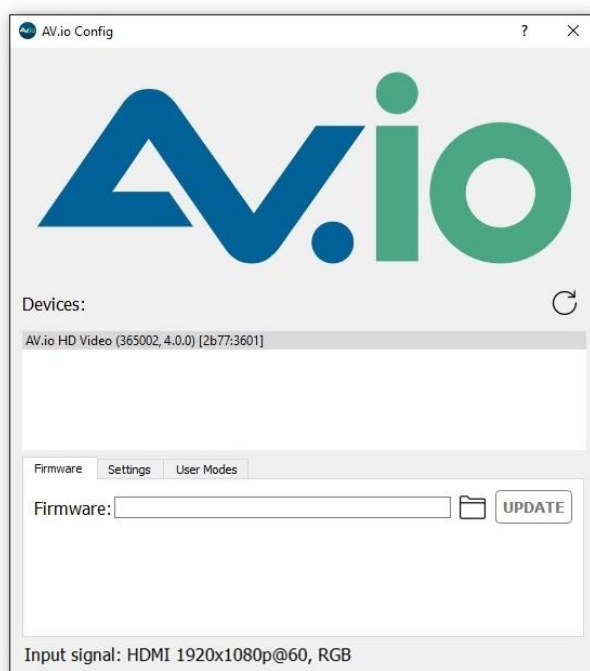 AV.io Config
?
AV.io
Devices:
AV.io HD Video (365002, 4.0.0) [2b77:3601]
Firmware Settings User Modes
Firmware: UPDATE
Input signal: HDMI 1920x1080p@60, RGB